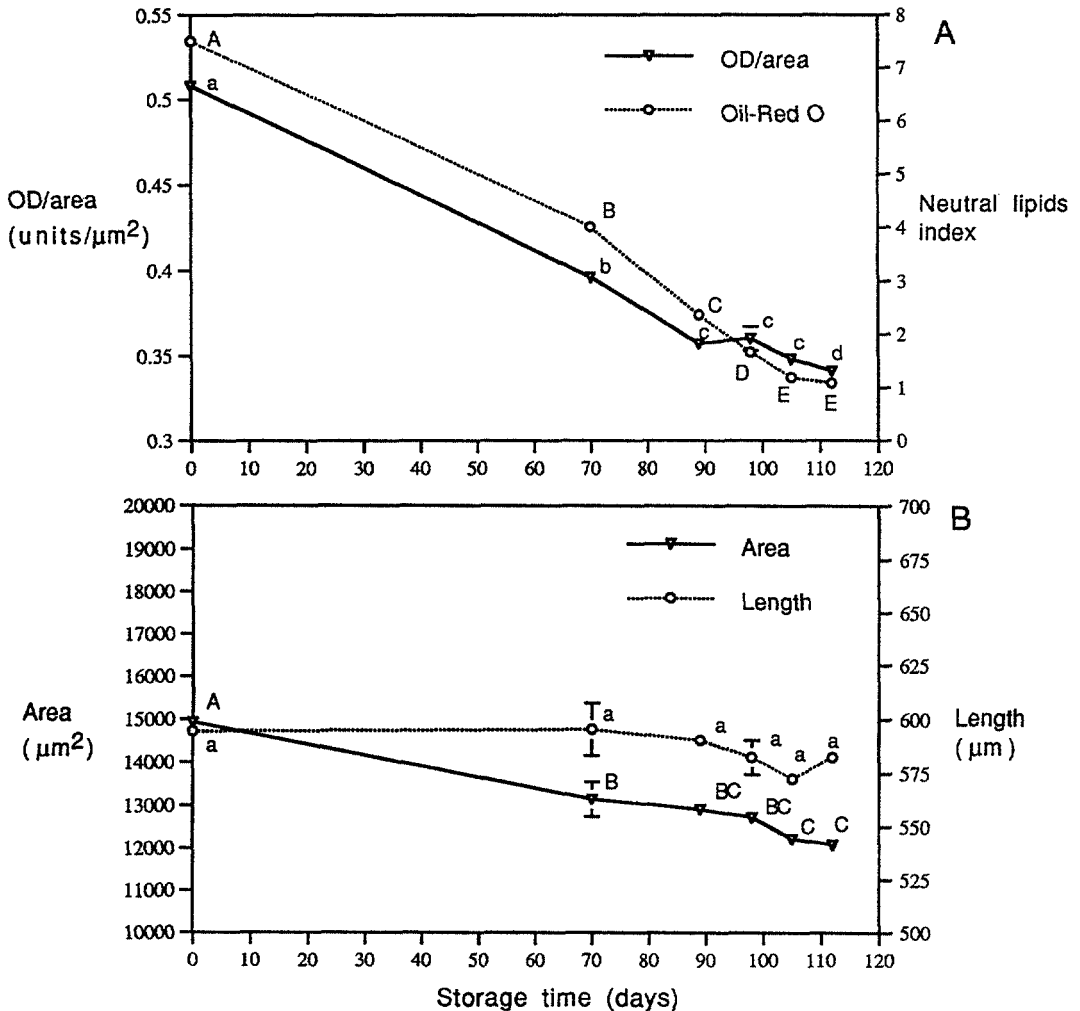 A
OD/area
Oil-Red O
0.55
0.5
0.45
0.4
0.35
0.3
OD/area
(units/μm2)
8
7
6
5
4
3
2
1
0
Neutral lipids
index
A
a
B
b
C
c
c
D
c
E
d
E
0 10 20 30 40 50 60 70 80 90 100 110 120
B
Area
Length
20000
19000
18000
17000
16000
15000
14000
13000
12000
11000
10000
Area
(μm2)
700
675
650
625
600
575
550
525
500
Length
(μm)
A
a
a
B
a
BC
a
BC
a
C
a
C
0 10 20 30 40 50 60 70 80 90 100 110 120
Storage time (days)